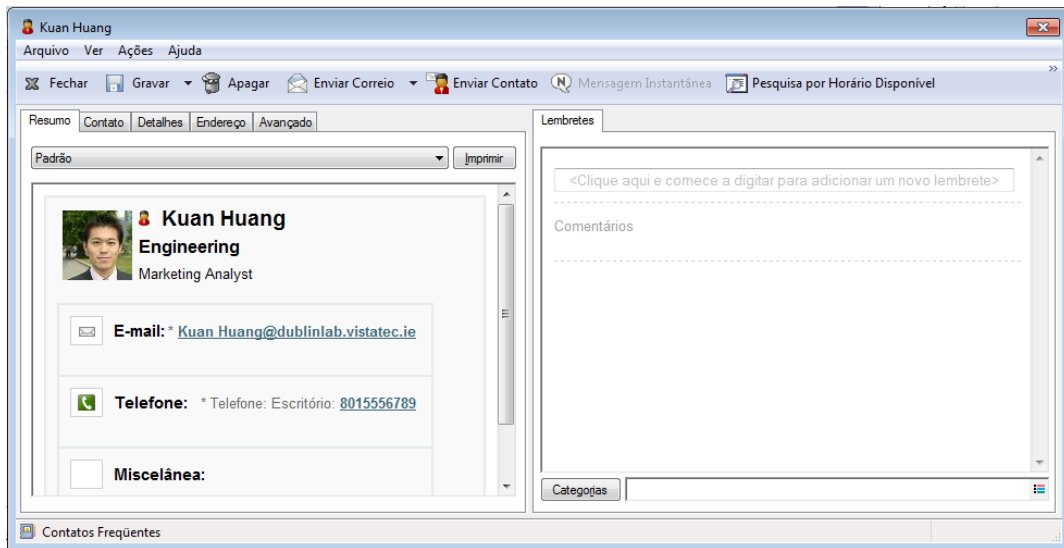 Kuan Huang
Arquivo Ver Ações Ajuda
Fechar Gravar Apagar Enviar Correio Enviar Contato Mensagem Instantânea Pesquisa por Horário Disponível
Resumo Contato Detalhes Endereço Avançado
Padrão Imprimir
Kuan Huang
Engineering
Marketing Analyst
E-mail: * Kuan Huang@dublinlab.vistatec.ie
Telefone: * Telefone: Escritório: 8015556789
Miscelânea:
Lembretes
<Clique aqui e comece a digitar para adicionar um novo lembrete>
Comentários
Categorias
Contatos Freqüentes